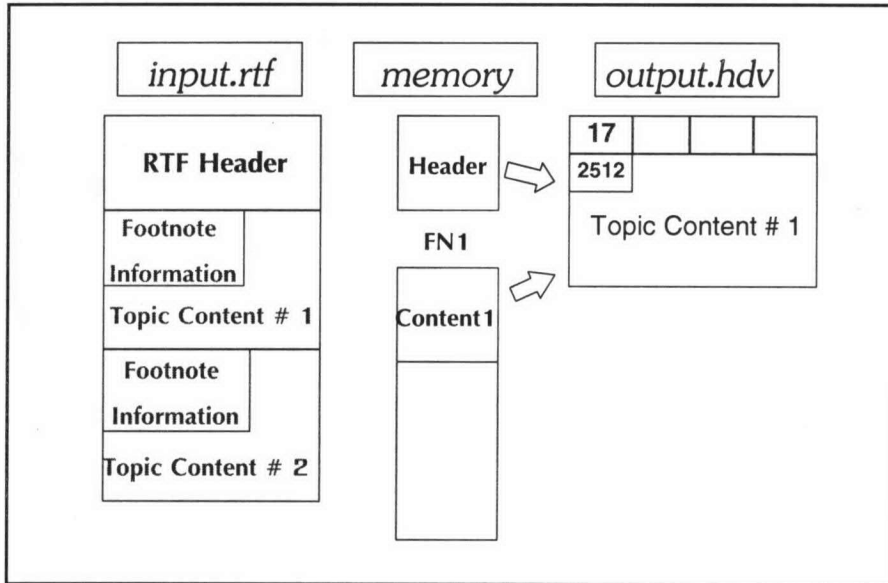 input.rtf
RTF Header
Footnote
Information
Topic Content # 1
Footnote
Information
Topic Content # 2
memory
Header
FN1
Content1
output.hdv
17
2512
Topic Content # 1